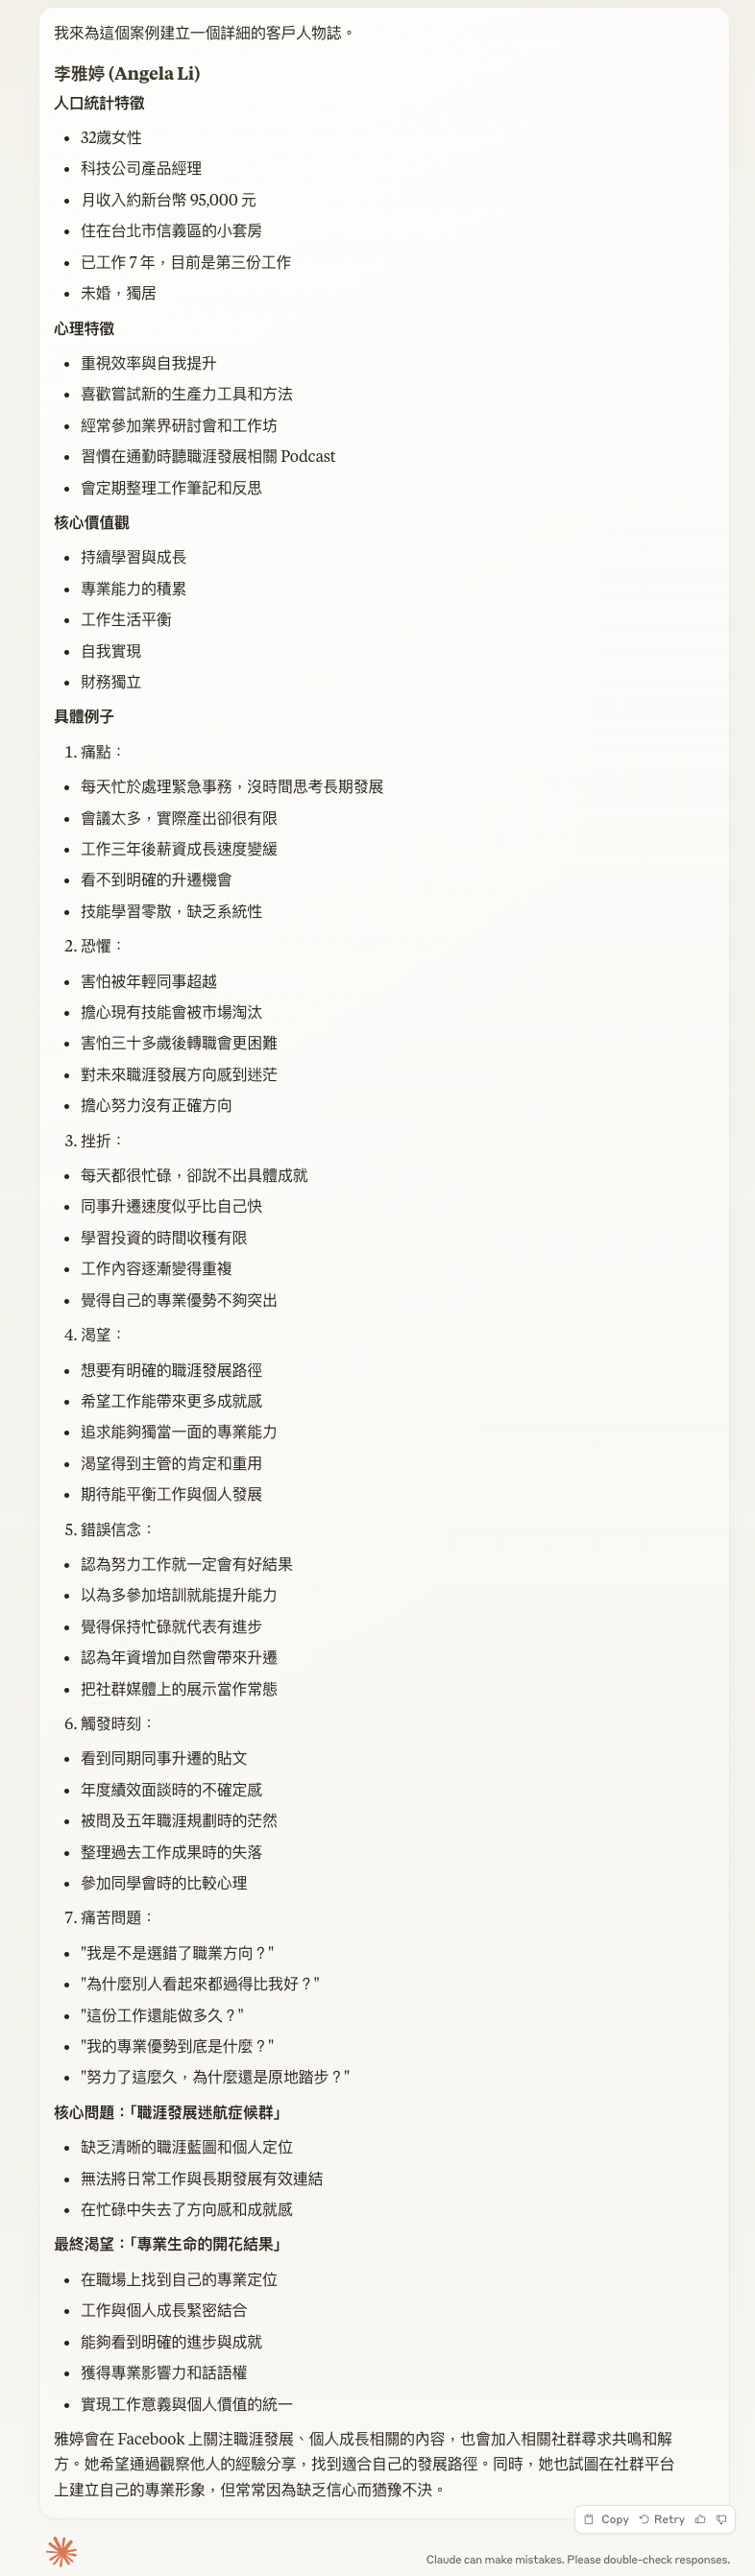 我來為這個案例建立一個詳細的客戶人物誌。
李雅婷 (Angela Li)
人口統計特徵
• 32歲女性
• 科技公司產品經理
• 月收入約新台幣 95,000 元
• 住在台北市信義區的小套房
• 已工作 7 年，目前是第三份工作
• 未婚，獨居
心理特徵
• 重視效率與自我提升
• 喜歡嘗試新的生產力工具和方法
• 經常參加業界研討會和工作坊
• 習慣在通勤時聽職涯發展相關 Podcast
• 會定期整理工作筆記和反思
核心價值觀
• 持續學習與成長
• 專業能力的積累
• 工作生活平衡
• 自我實現
• 財務獨立
具體例子
1. 痛點：
• 每天忙於處理緊急事務，沒時間思考長期發展
• 會議太多，實際產出卻很有限
• 工作三年後薪資成長速度變緩
• 看不到明確的升遷機會
• 技能學習零散，缺乏系統性
2. 恐懼：
• 害怕被年輕同事超越
• 擔心現有技能會被市場淘汰
• 害怕三十多歲後轉職會更困難
• 對未來職涯發展方向感到迷茫
• 擔心努力沒有正確方向
3. 挫折：
• 每天都很忙碌，卻說不出具體成就
• 同事升遷速度似乎比自己快
• 學習投資的時間收穫有限
• 工作內容逐漸變得重複
• 覺得自己的專業優勢不夠突出
4. 渴望：
• 想要有明確的職涯發展路徑
• 希望工作能帶來更多成就感
• 追求能夠獨當一面的專業能力
• 渴望得到主管的肯定和重用
• 期待能平衡工作與個人發展
5. 錯誤信念：
• 認為努力工作就一定會有好結果
• 以為多參加培訓就能提升能力
• 覺得保持忙碌就代表有進步
• 認為年資增加自然會帶來升遷
• 把社群媒體上的展示當作常態
6. 觸發時刻：
• 看到同期同事升遷的貼文
• 年度績效面談時的不確定感
• 被問及五年職涯規劃時的茫然
• 整理過去工作成果時的失落
• 參加同學會時的比較心理
7. 痛苦問題：
• "我是不是選錯了職業方向？"
• "為什麼別人看起來都過得比我好？"
• "這份工作還能做多久？"
• "我的專業優勢到底是什麼？"
• "努力了這麼久，為什麼還是原地踏步？"
核心問題：「職涯發展迷航症候群」
• 缺乏清晰的職涯藍圖和個人定位
• 無法將日常工作與長期發展有效連結
• 在忙碌中失去了方向感和成就感
最終渴望：「專業生命的開花結果」
• 在職場上找到自己的專業定位
• 工作與個人成長緊密結合
• 能夠看到明確的進步與成就
• 獲得專業影響力和話語權
• 實現工作意義與個人價值的統一
雅婷會在 Facebook 上關注職涯發展、個人成長相關的內容，也會加入相關社群尋求共鳴和解
方。她希望通過觀察他人的經驗分享，找到適合自己的發展路徑。同時，她也試圖在社群平台
上建立自己的專業形象，但常常因為缺乏信心而猶豫不決。
Copy Retry
Claude can make mistakes. Please double-check responses.